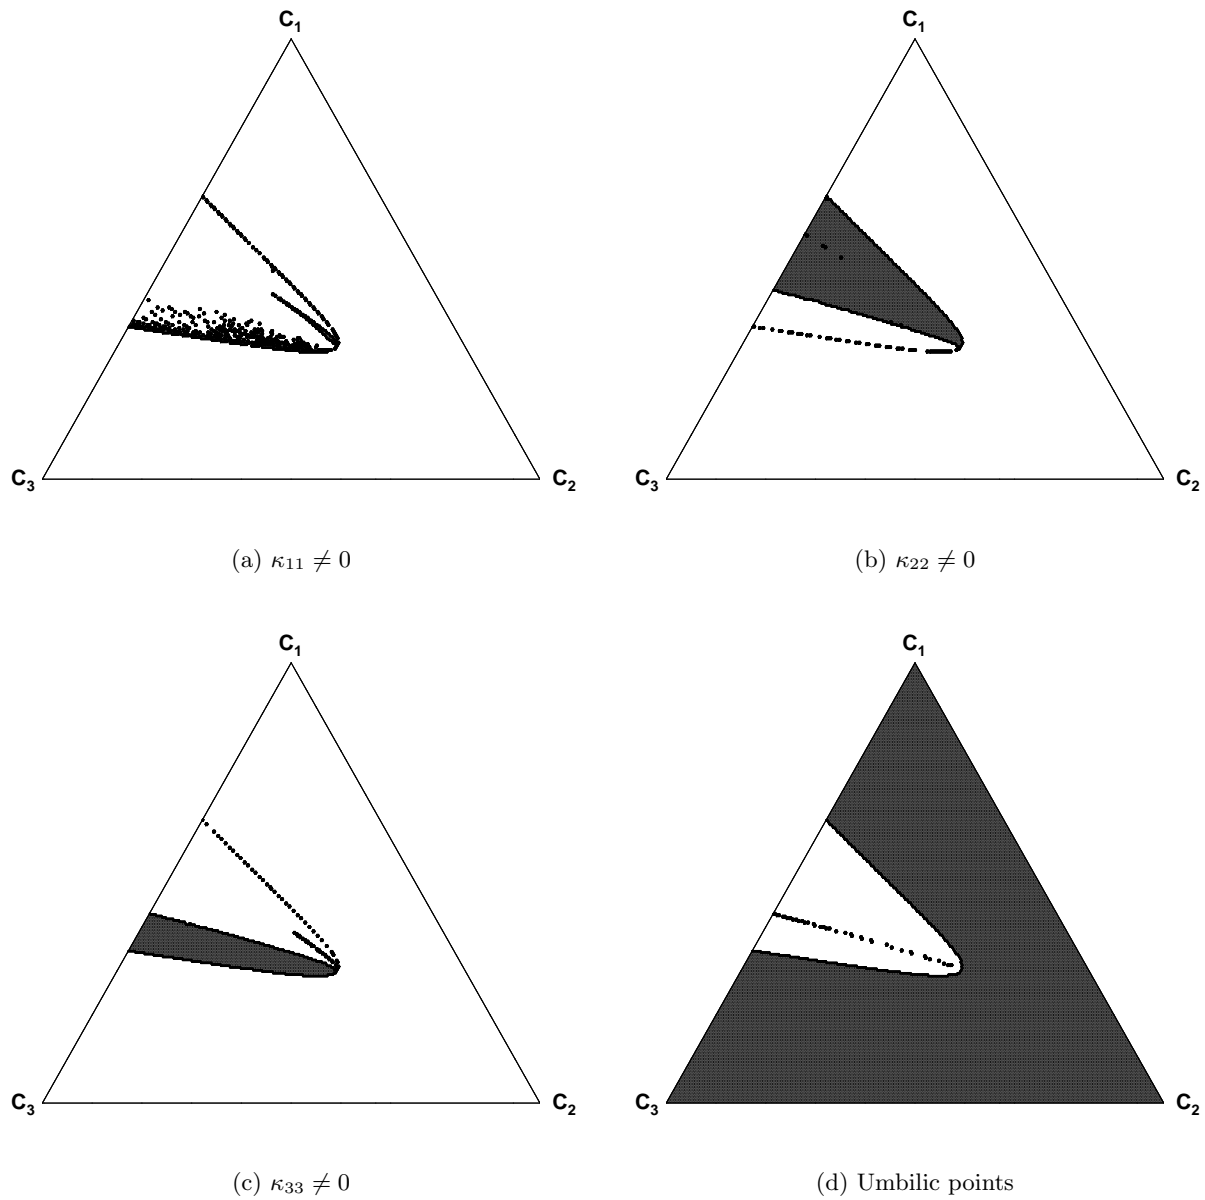 C₁
C₁
C₃
C₂
C₃
C₂
(a) κ₁₁ ≠ 0
(b) κ₂₂ ≠ 0
C₁
C₁
C₃
C₂
C₃
C₂
(c) κ₃₃ ≠ 0
(d) Umbilic points